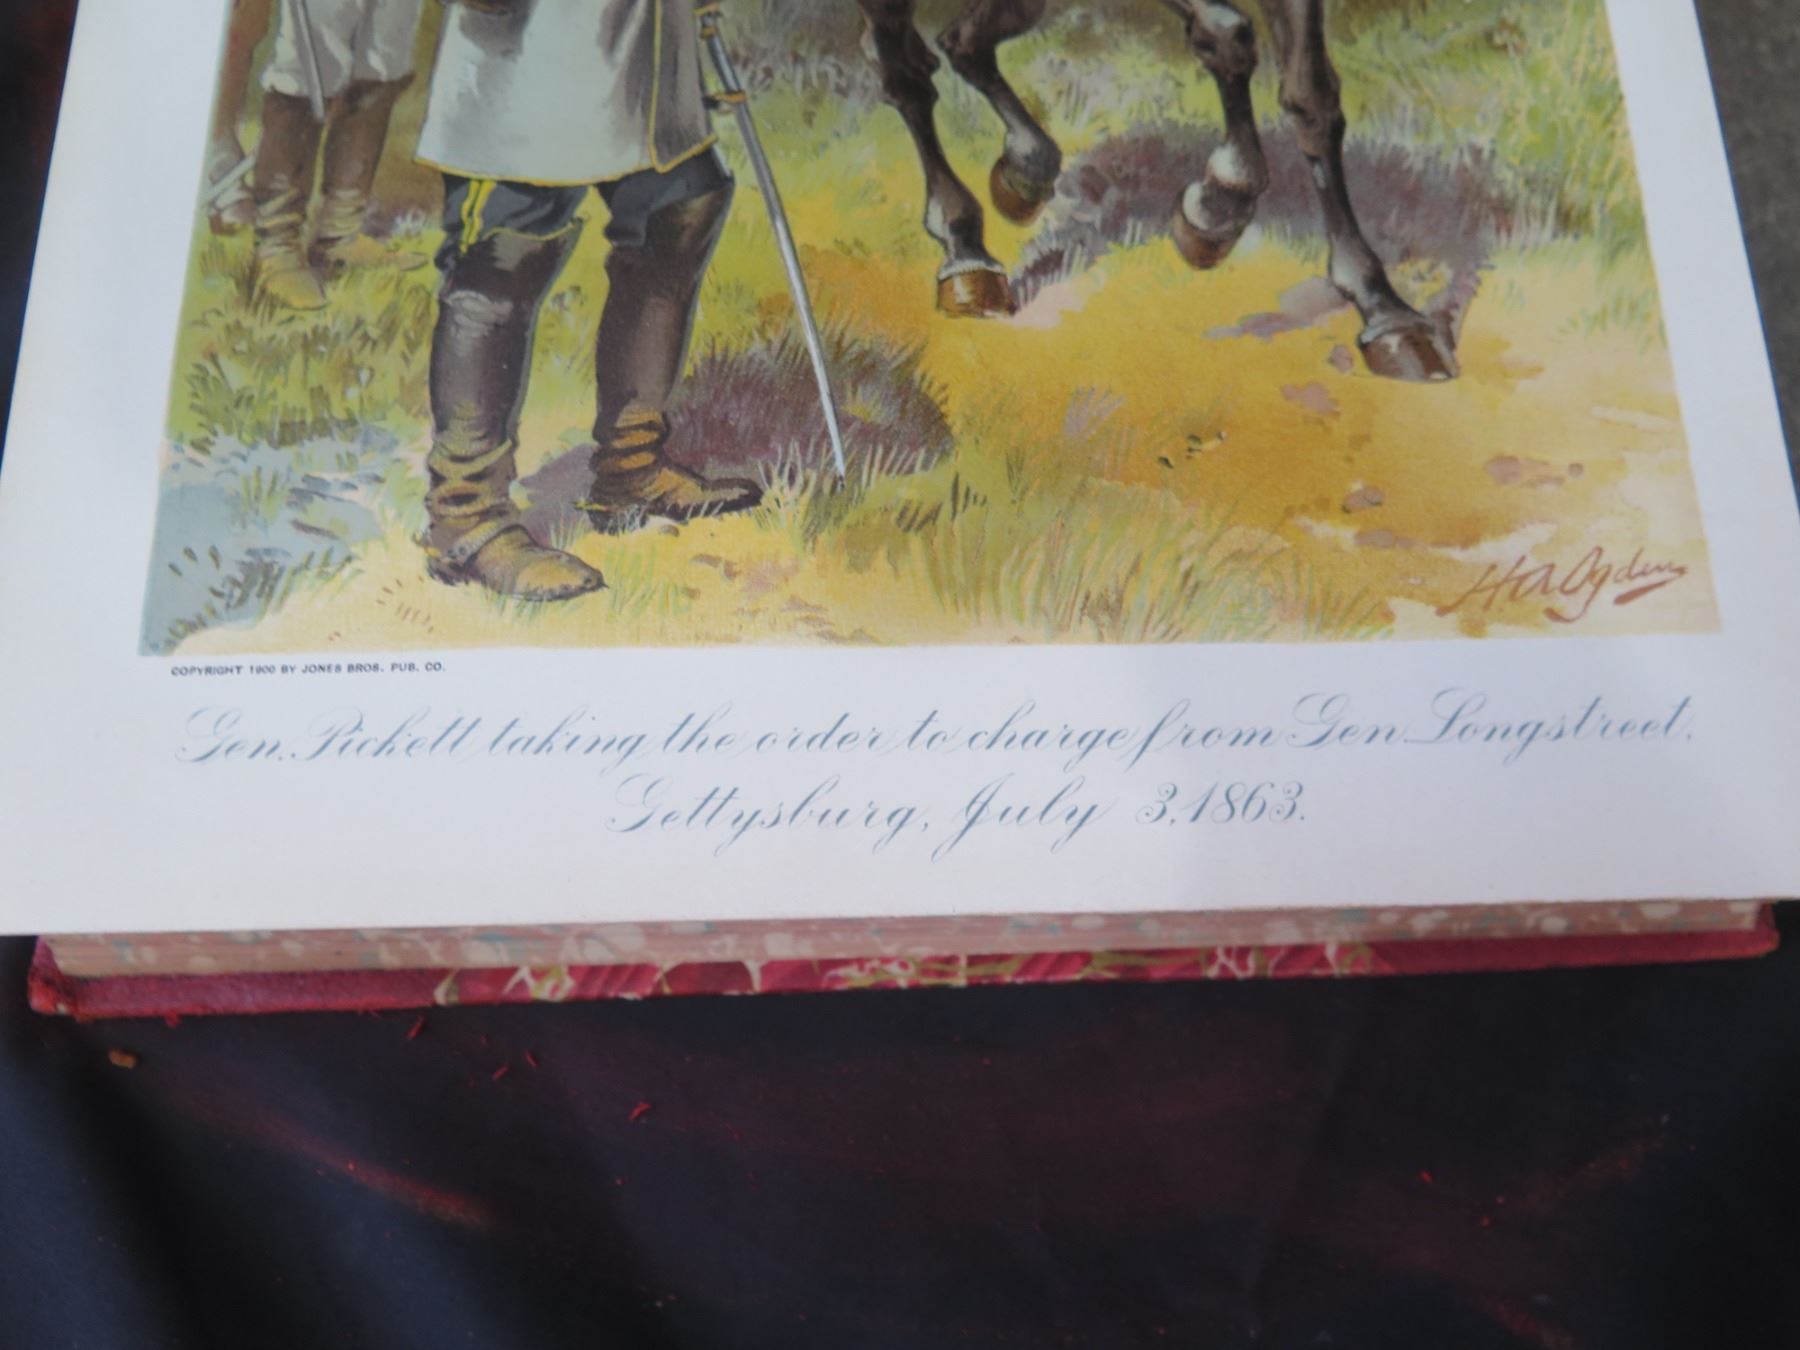 H.A. Ogden
COPYRIGHT 1900 BY JONES BROS. PUB. CO.
Gen. Pickett taking the order to charge from Gen. Longstreet.
Gettysburg, July 3, 1863.